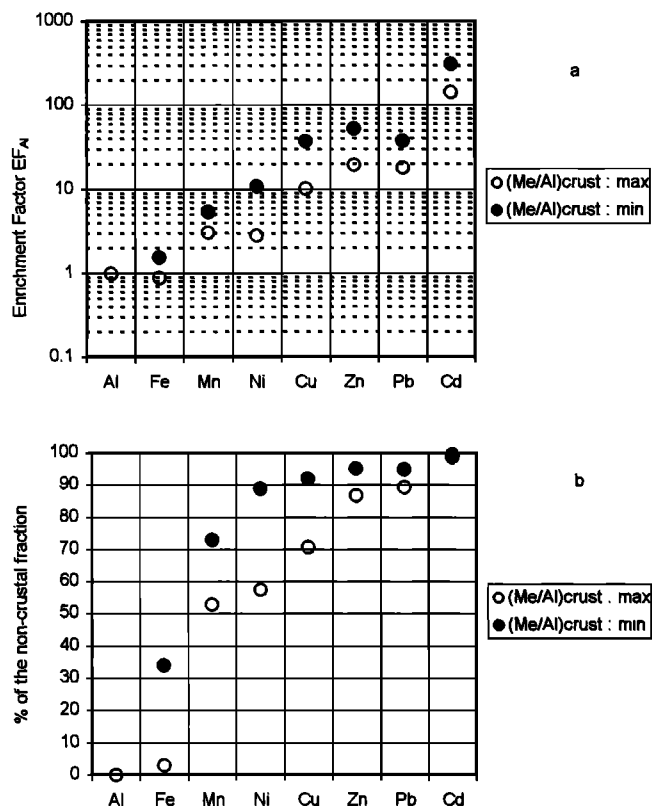 1000
a
100
10
1
0.1
Enrichment Factor EF_Al
○ (Me/Al)crust : max
● (Me/Al)crust : min
Al Fe Mn Ni Cu Zn Pb Cd
100
b
90
80
70
60
50
40
30
20
10
0
% of the non-crustal fraction
○ (Me/Al)crust . max
● (Me/Al)crust : min
Al Fe Mn Ni Cu Zn Pb Cd